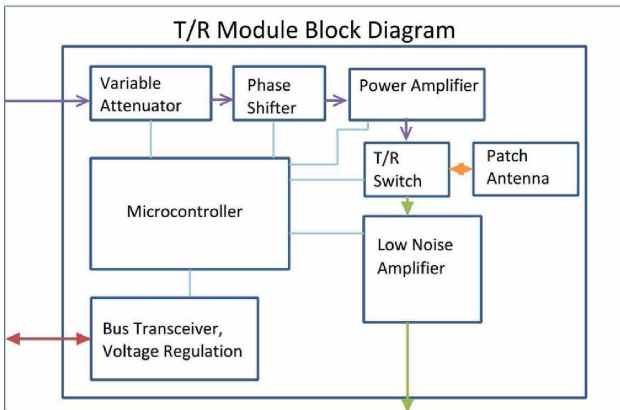 T/R Module Block Diagram
Variable
Attenuator
Phase
Shifter
Power Amplifier
T/R
Switch
Patch
Antenna
Microcontroller
Low Noise
Amplifier
Bus Transceiver,
Voltage Regulation